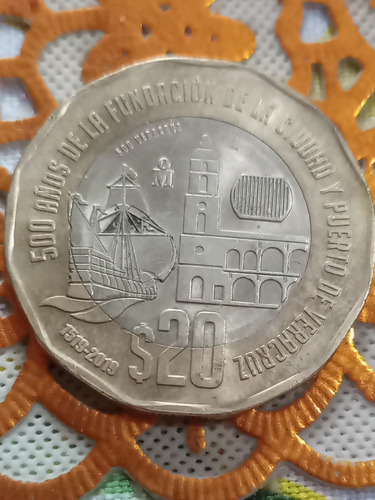 500 AÑOS DE LA FUNDACIÓN DE LA CIUDAD Y PUERTO DE VERACRUZ
M
1519-2019
$20